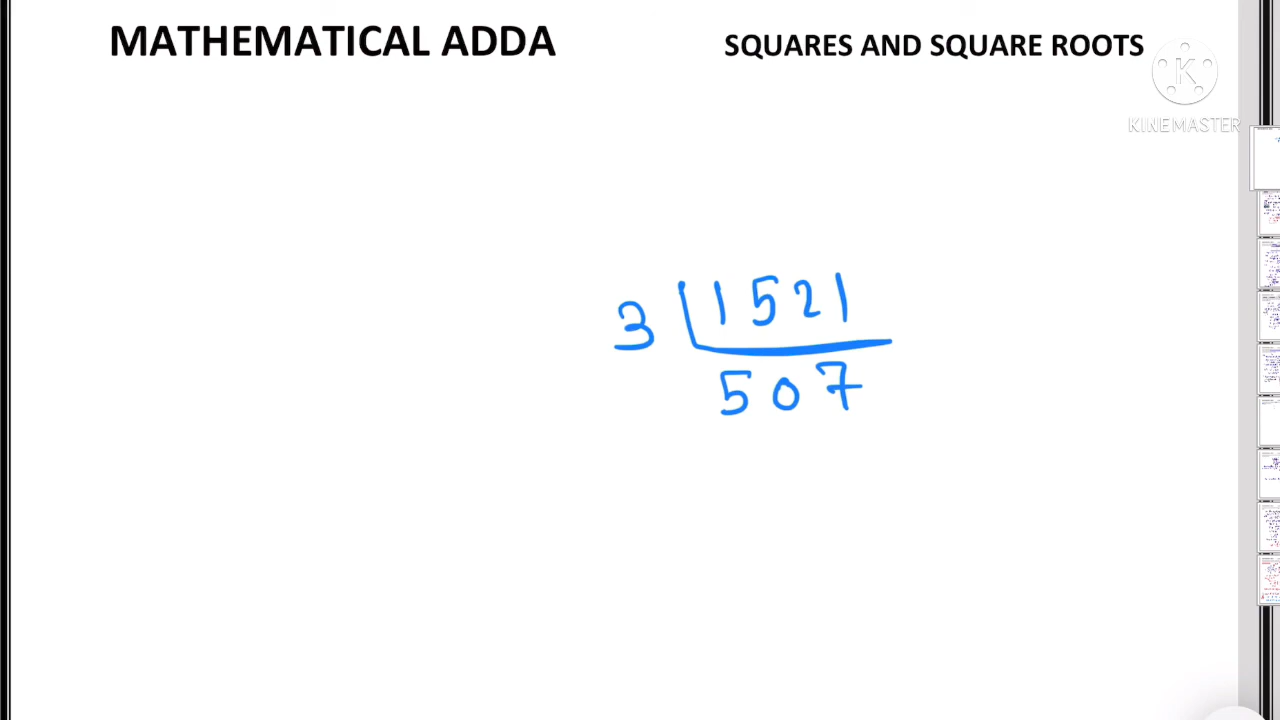 MATHEMATICAL ADDA
SQUARES AND SQUARE ROOTS
KINEMASTER
3 1521
507